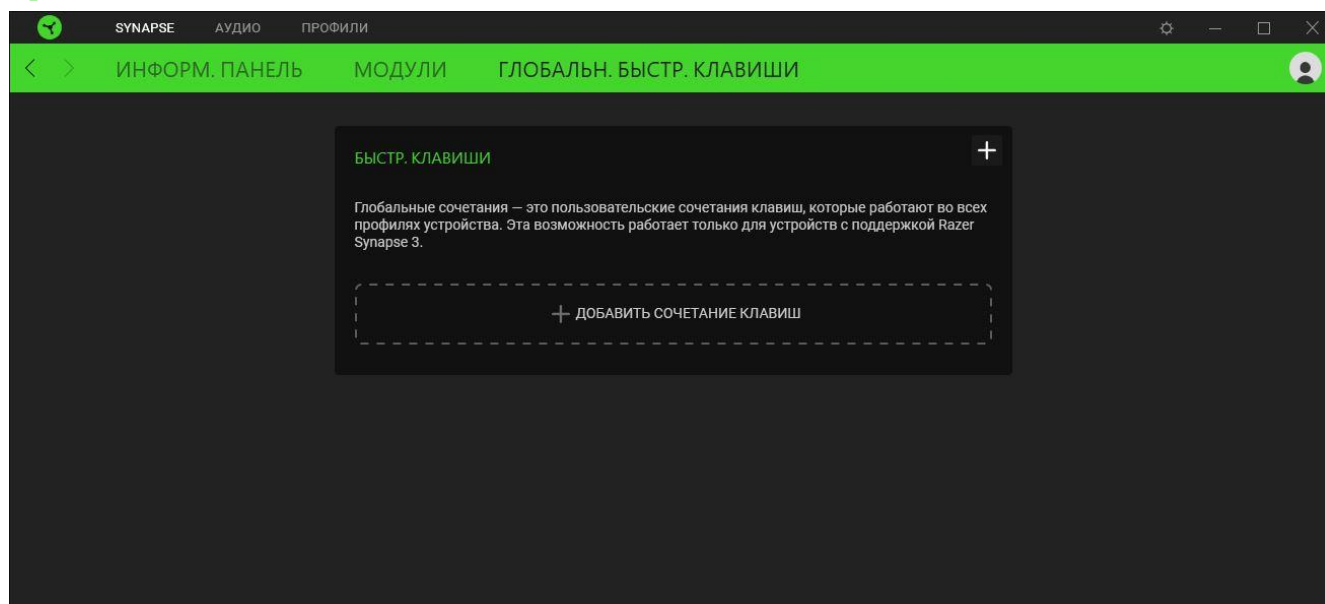 SYNAPSE АУДИО ПРОФИЛИ
ИНФОРМ. ПАНЕЛЬ МОДУЛИ ГЛОБАЛЬН. БЫСТР. КЛАВИШИ
БЫСТР. КЛАВИШИ
Глобальные сочетания — это пользовательские сочетания клавиш, которые работают во всех
профилях устройства. Эта возможность работает только для устройств с поддержкой Razer
Synapse 3.
ДОБАВИТЬ СОЧЕТАНИЕ КЛАВИШ